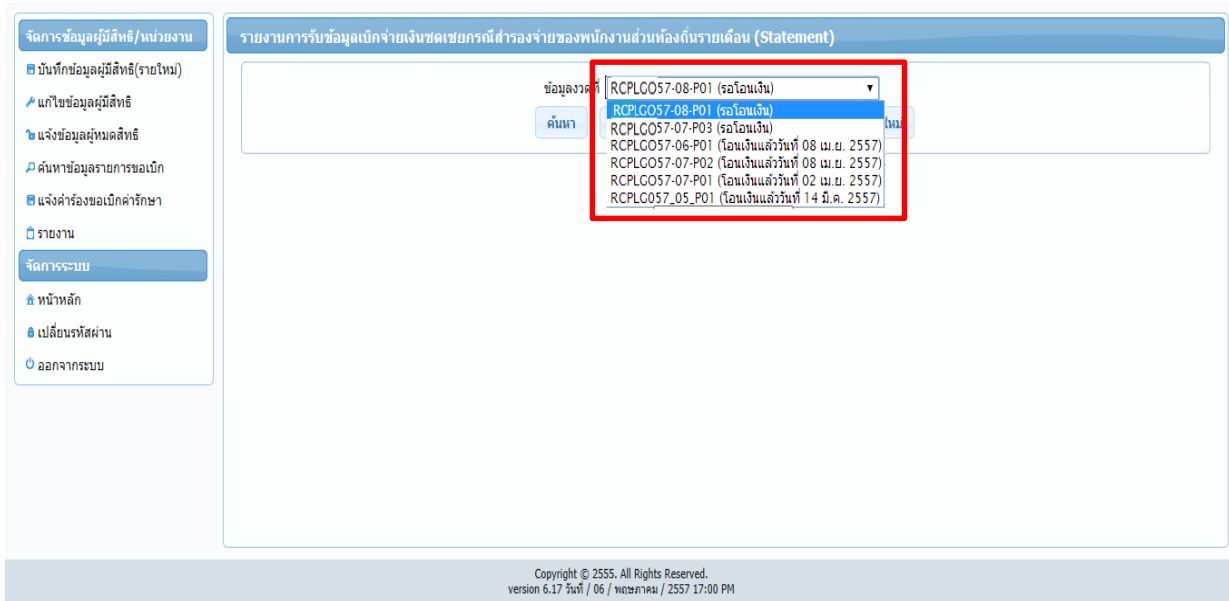 จัดการข้อมูลผู้มีสิทธิ/หน่วยงาน
บันทึกข้อมูลผู้มีสิทธิ(รายใหม่)
แก้ไขข้อมูลผู้มีสิทธิ
แจ้งข้อมูลผู้หมดสิทธิ
ค้นหาข้อมูลรายการขอเบิก
แจ้งคำร้องขอเบิกค่ารักษา
รายงาน
จัดการระบบ
หน้าหลัก
เปลี่ยนรหัสผ่าน
ออกจากระบบ
รายงานการรับข้อมูลเบิกจ่ายเงินชดเชยกรณีสำรองจ่ายของพนักงานส่วนท้องถิ่นรายเดือน (Statement)
ข้อมูลงวดที่ RCPLGO57-08-P01 (รอโอนเงิน)
ค้นหา
RCPLGO57-08-P01 (รอโอนเงิน)
RCPLGO57-07-P03 (รอโอนเงิน)
RCPLGO57-06-P01 (โอนเงินแล้ววันที่ 08 เม.ย. 2557)
RCPLGO57-07-P02 (โอนเงินแล้ววันที่ 08 เม.ย. 2557)
RCPLGO57-07-P01 (โอนเงินแล้ววันที่ 02 เม.ย. 2557)
RCPLGO57_05_P01 (โอนเงินแล้ววันที่ 14 มี.ค. 2557)
Copyright © 2555. All Rights Reserved.
version 6.17 วันที่ / 06 / พฤษภาคม / 2557 17:00 PM